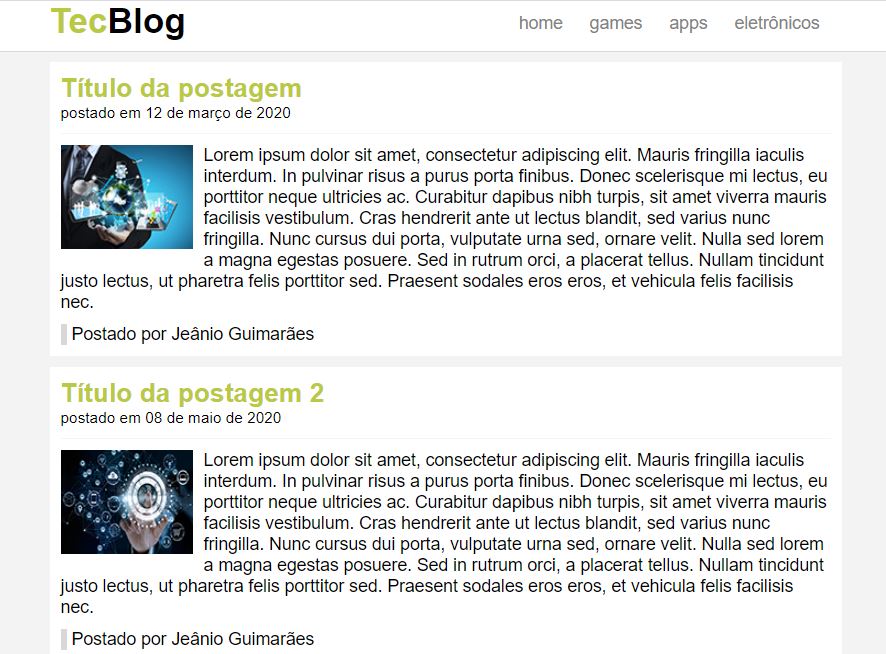 TecBlog
home games apps eletrônicos
Título da postagem
postado em 12 de março de 2020
Lorem ipsum dolor sit amet, consectetur adipiscing elit. Mauris fringilla iaculis
interdum. In pulvinar risus a purus porta finibus. Donec scelerisque mi lectus, eu
porttitor neque ultricies ac. Curabitur dapibus nibh turpis, sit amet viverra mauris
facilisis vestibulum. Cras hendrerit ante ut lectus blandit, sed varius nunc
fringilla. Nunc cursus dui porta, vulputate urna sed, ornare velit. Nulla sed lorem
a magna egestas posuere. Sed in rutrum orci, a placerat tellus. Nullam tincidunt
justo lectus, ut pharetra felis porttitor sed. Praesent sodales eros eros, et vehicula felis facilisis
nec.
Postado por Jeânio Guimarães
Título da postagem 2
postado em 08 de maio de 2020
Lorem ipsum dolor sit amet, consectetur adipiscing elit. Mauris fringilla iaculis
interdum. In pulvinar risus a purus porta finibus. Donec scelerisque mi lectus, eu
porttitor neque ultricies ac. Curabitur dapibus nibh turpis, sit amet viverra mauris
facilisis vestibulum. Cras hendrerit ante ut lectus blandit, sed varius nunc
fringilla. Nunc cursus dui porta, vulputate urna sed, ornare velit. Nulla sed lorem
a magna egestas posuere. Sed in rutrum orci, a placerat tellus. Nullam tincidunt
justo lectus, ut pharetra felis porttitor sed. Praesent sodales eros eros, et vehicula felis facilisis
nec.
Postado por Jeânio Guimarães